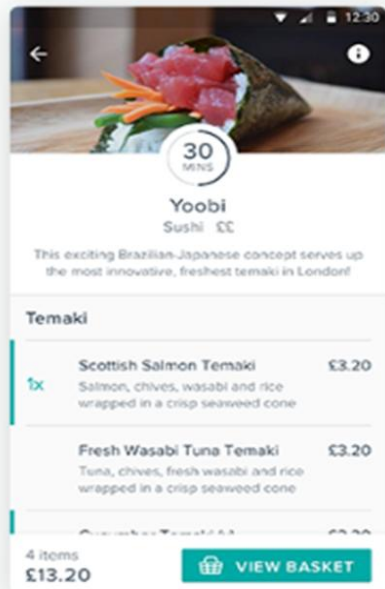 12:30
30
MINS
Yoobi
Sushi ££
This exciting Brazilian-Japanese concept serves up
the most innovative, freshest temaki in London!
Temaki
Scottish Salmon Temaki £3.20
1x
Salmon, chives, wasabi and rice
wrapped in a crisp seaweed cone
Fresh Wasabi Tuna Temaki £3.20
Tuna, chives, fresh wasabi and rice
wrapped in a crisp seaweed cone
4 items
£13.20
VIEW BASKET